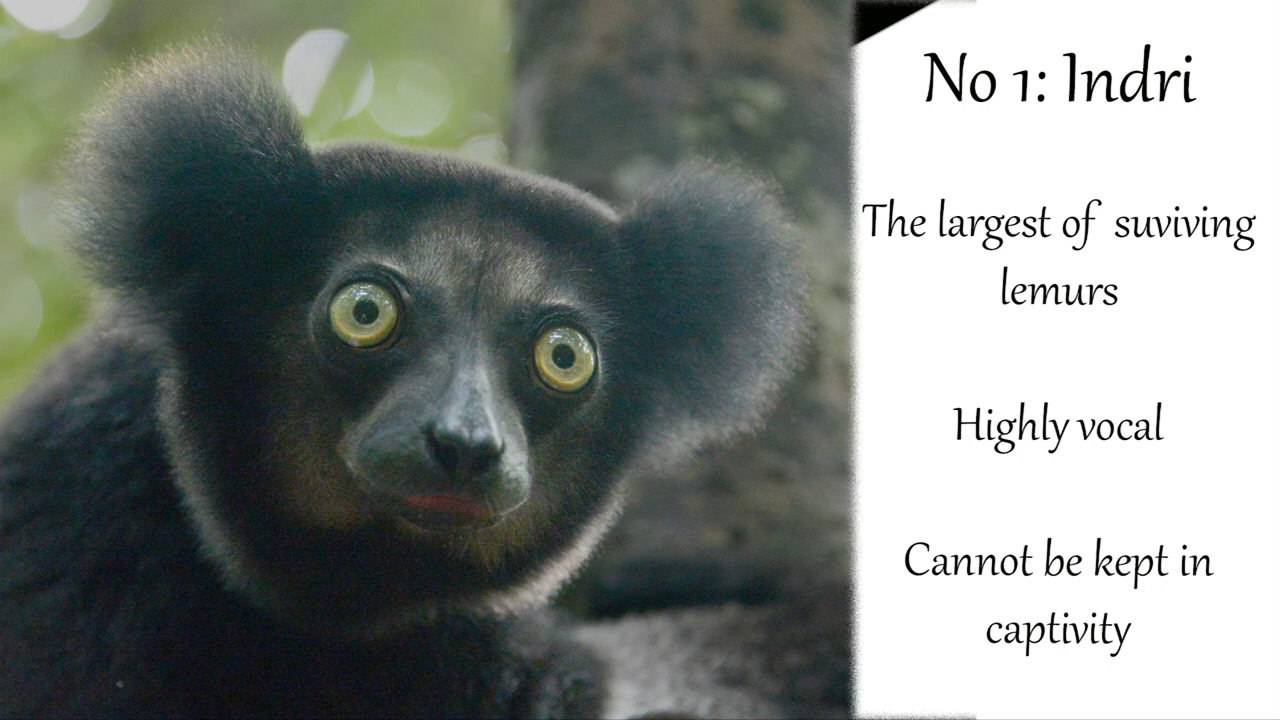 No 1: Indri
The largest of suviving
lemurs
Highly vocal
Cannot be kept in
captivity